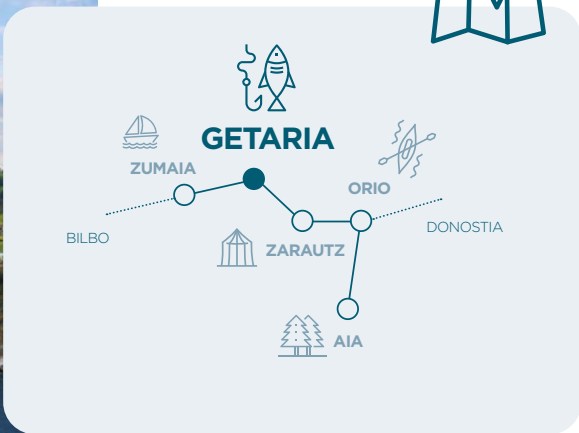 GETARIA
ZUMAIA
ORIO
BILBO
DONOSTIA
ZARAUTZ
AIA